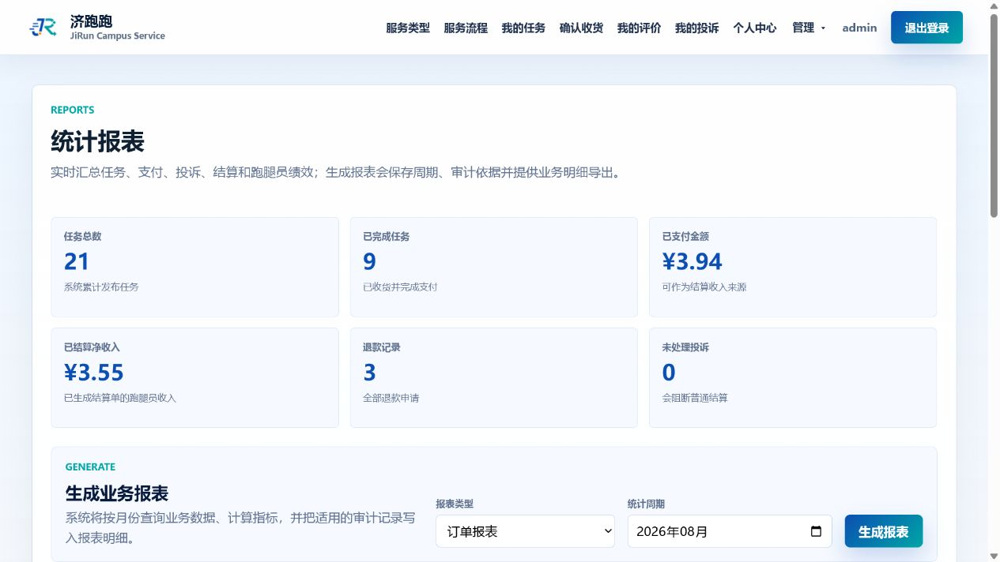 济跑跑
JiRun Campus Service
服务类型 服务流程 我的任务 确认收货 我的评价 我的投诉 个人中心 管理 admin 退出登录
REPORTS
统计报表
实时汇总任务、支付、投诉、结算和跑腿员绩效；生成报表会保存周期、审计依据并提供业务明细导出。
任务总数
21
系统累计发布任务
已完成任务
9
已收货并完成支付
已支付金额
¥3.94
可作为结算收入来源
已结算净收入
¥3.55
已生成结算单的跑腿员收入
退款记录
3
全部退款申请
未处理投诉
0
会阻断普通结算
GENERATE
生成业务报表
系统将按月份查询业务数据、计算指标，并把适用的审计记录写
入报表明细。
报表类型
订单报表
统计周期
2026年08月
生成报表